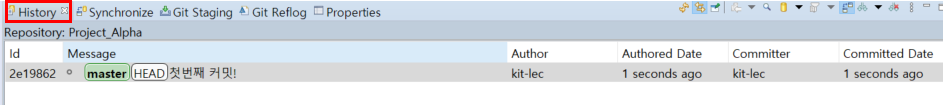 History Synchronize Git Staging Git Reflog Properties
Repository: Project_Alpha
Id Message Author Authored Date Committer Committed Date
2e19862 master HEAD 첫번째 커밋! kit-lec 1 seconds ago kit-lec 1 seconds ago